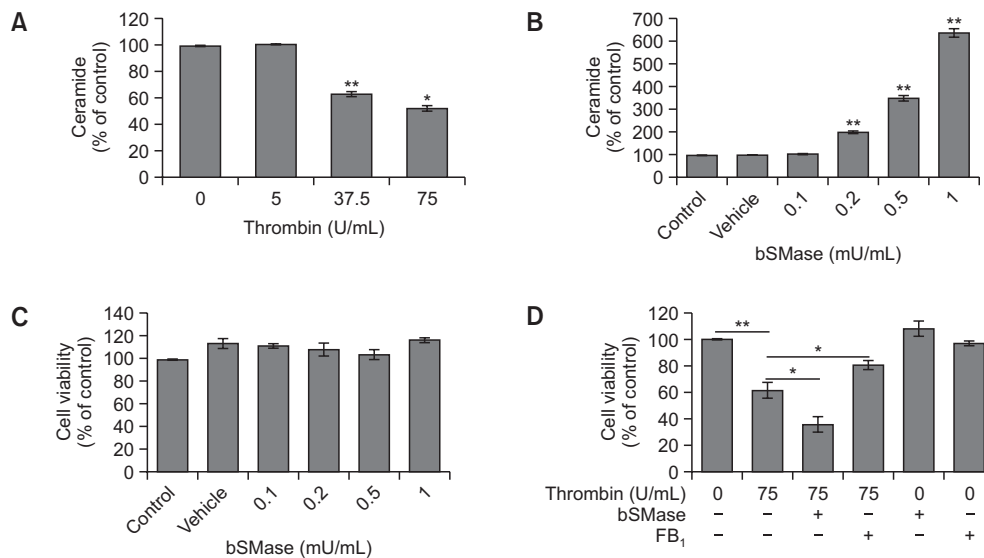 A
Ceramide
(% of control)
120
100
80
60
40
20
0
**
*
0 5 37.5 75
Thrombin (U/mL)
B
Ceramide
(% of control)
700
600
500
400
300
200
100
0
**
**
**
Control Vehicle 0.1 0.2 0.5 1
bSMase (mU/mL)
C
Cell viability
(% of control)
140
120
100
80
60
40
20
0
Control Vehicle 0.1 0.2 0.5 1
bSMase (mU/mL)
D
Cell viability
(% of control)
120
100
80
60
40
20
0
**
*
*
Thrombin (U/mL) 0 75 75 75 0 0
bSMase – – + – + –
FB₁ – – – + – +